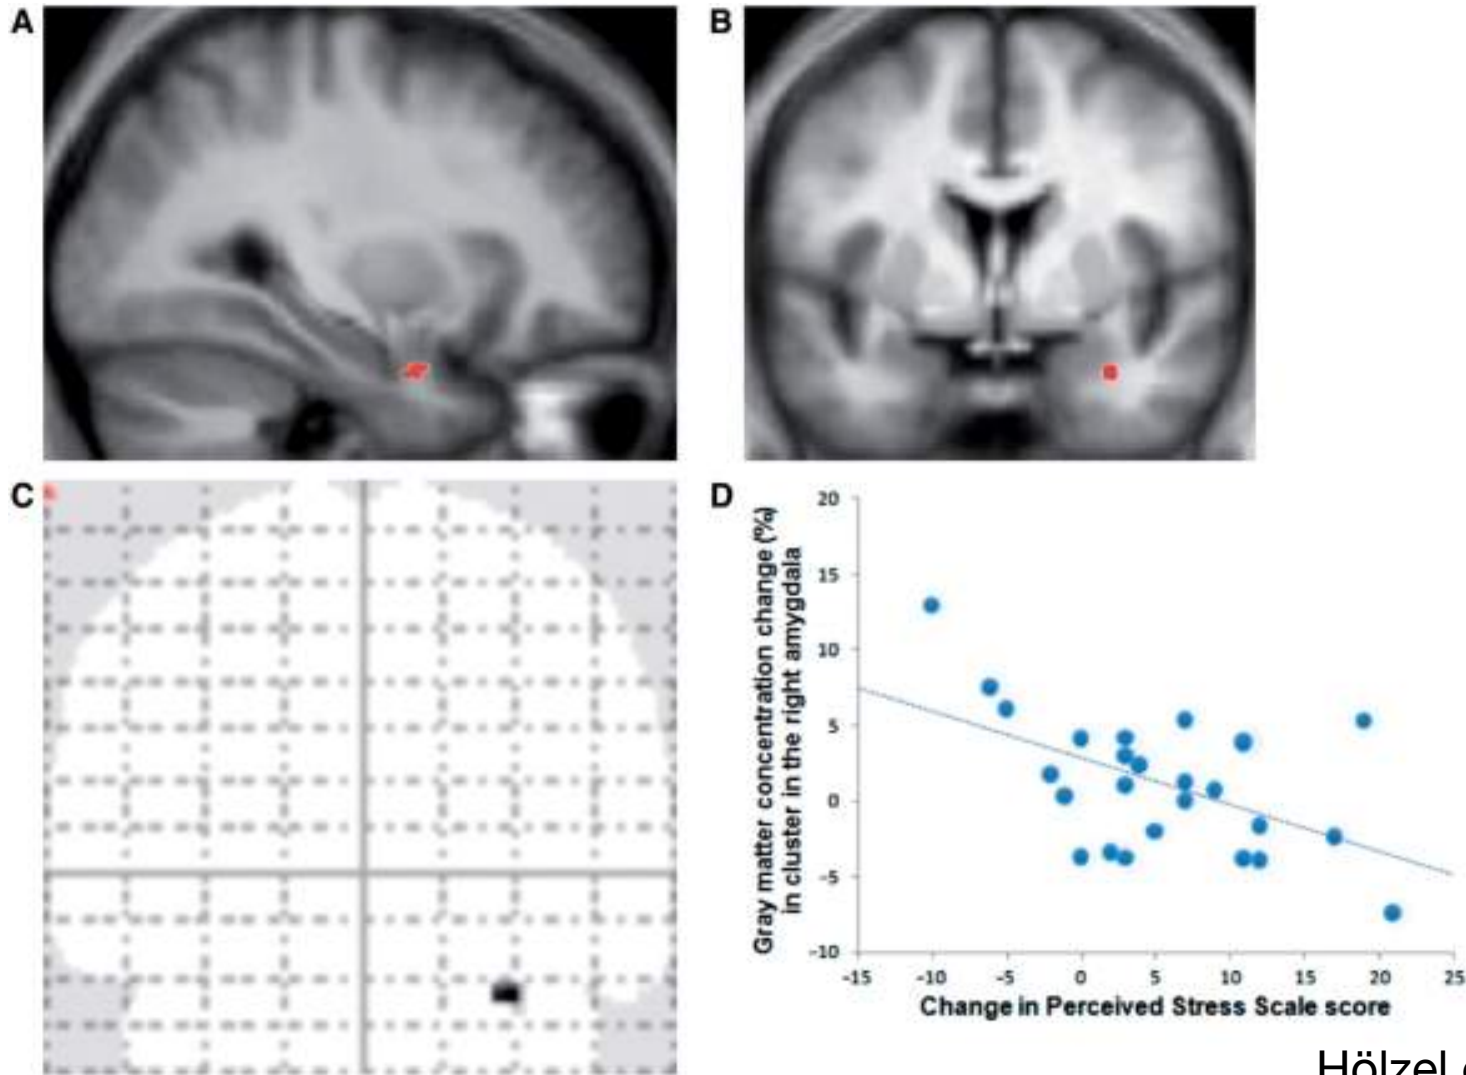 A
B
C
D
Gray matter concentration change (%)
in cluster in the right amygdala
20
15
10
5
0
-5
-10
-15 -10 -5 0 5 10 15 20 25
Change in Perceived Stress Scale score
Hölzel